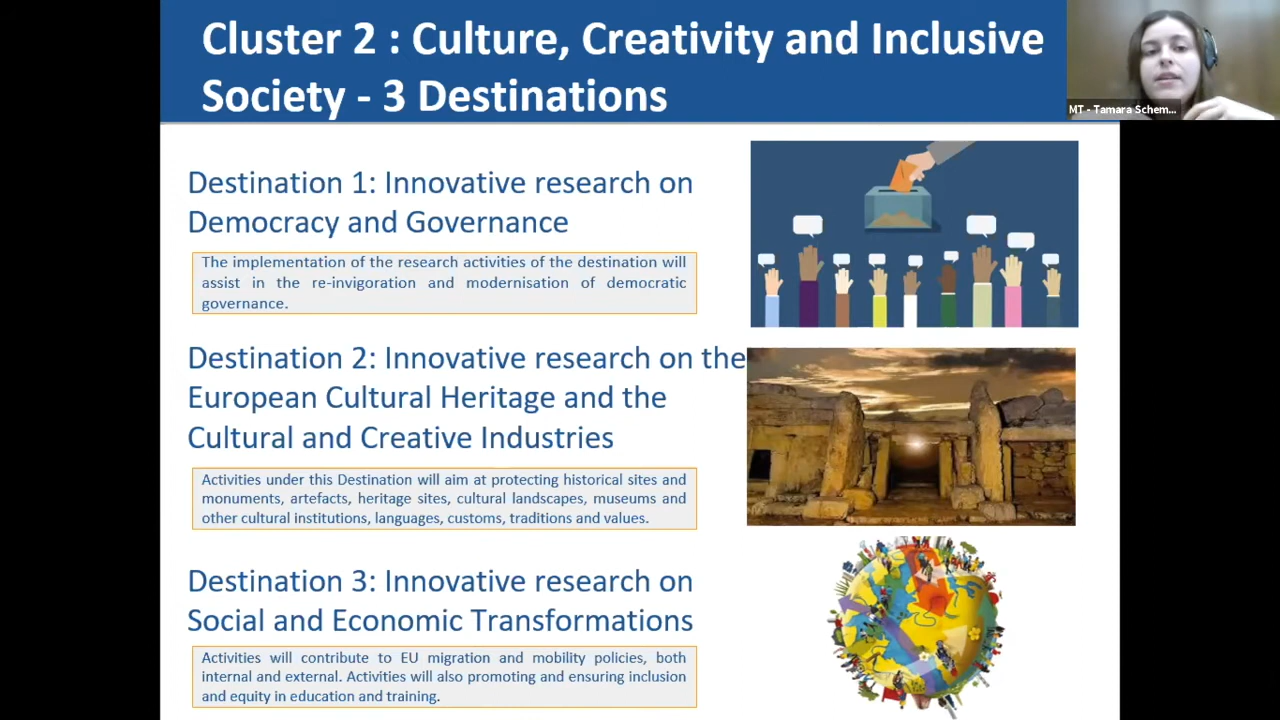 Cluster 2 : Culture, Creativity and Inclusive
Society - 3 Destinations
MT - Tamara Schem...
Destination 1: Innovative research on
Democracy and Governance
The implementation of the research activities of the destination will
assist in the re-invigoration and modernisation of democratic
governance.
Destination 2: Innovative research on the
European Cultural Heritage and the
Cultural and Creative Industries
Activities under this Destination will aim at protecting historical sites and
monuments, artefacts, heritage sites, cultural landscapes, museums and
other cultural institutions, languages, customs, traditions and values.
Destination 3: Innovative research on
Social and Economic Transformations
Activities will contribute to EU migration and mobility policies, both
internal and external. Activities will also promoting and ensuring inclusion
and equity in education and training.